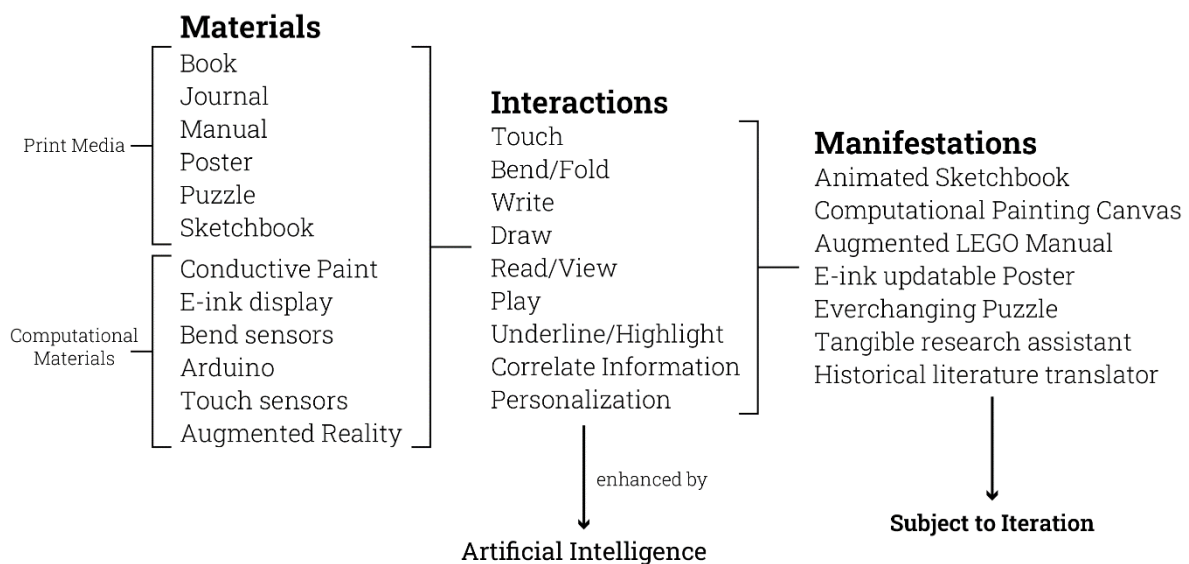 Materials
Print Media
Book
Journal
Manual
Poster
Puzzle
Sketchbook
Computational
Materials
Conductive Paint
E-ink display
Bend sensors
Arduino
Touch sensors
Augmented Reality
Interactions
Touch
Bend/Fold
Write
Draw
Read/View
Play
Underline/Highlight
Correlate Information
Personalization
enhanced by
Artificial Intelligence
Manifestations
Animated Sketchbook
Computational Painting Canvas
Augmented LEGO Manual
E-ink updatable Poster
Everchanging Puzzle
Tangible research assistant
Historical literature translator
Subject to Iteration